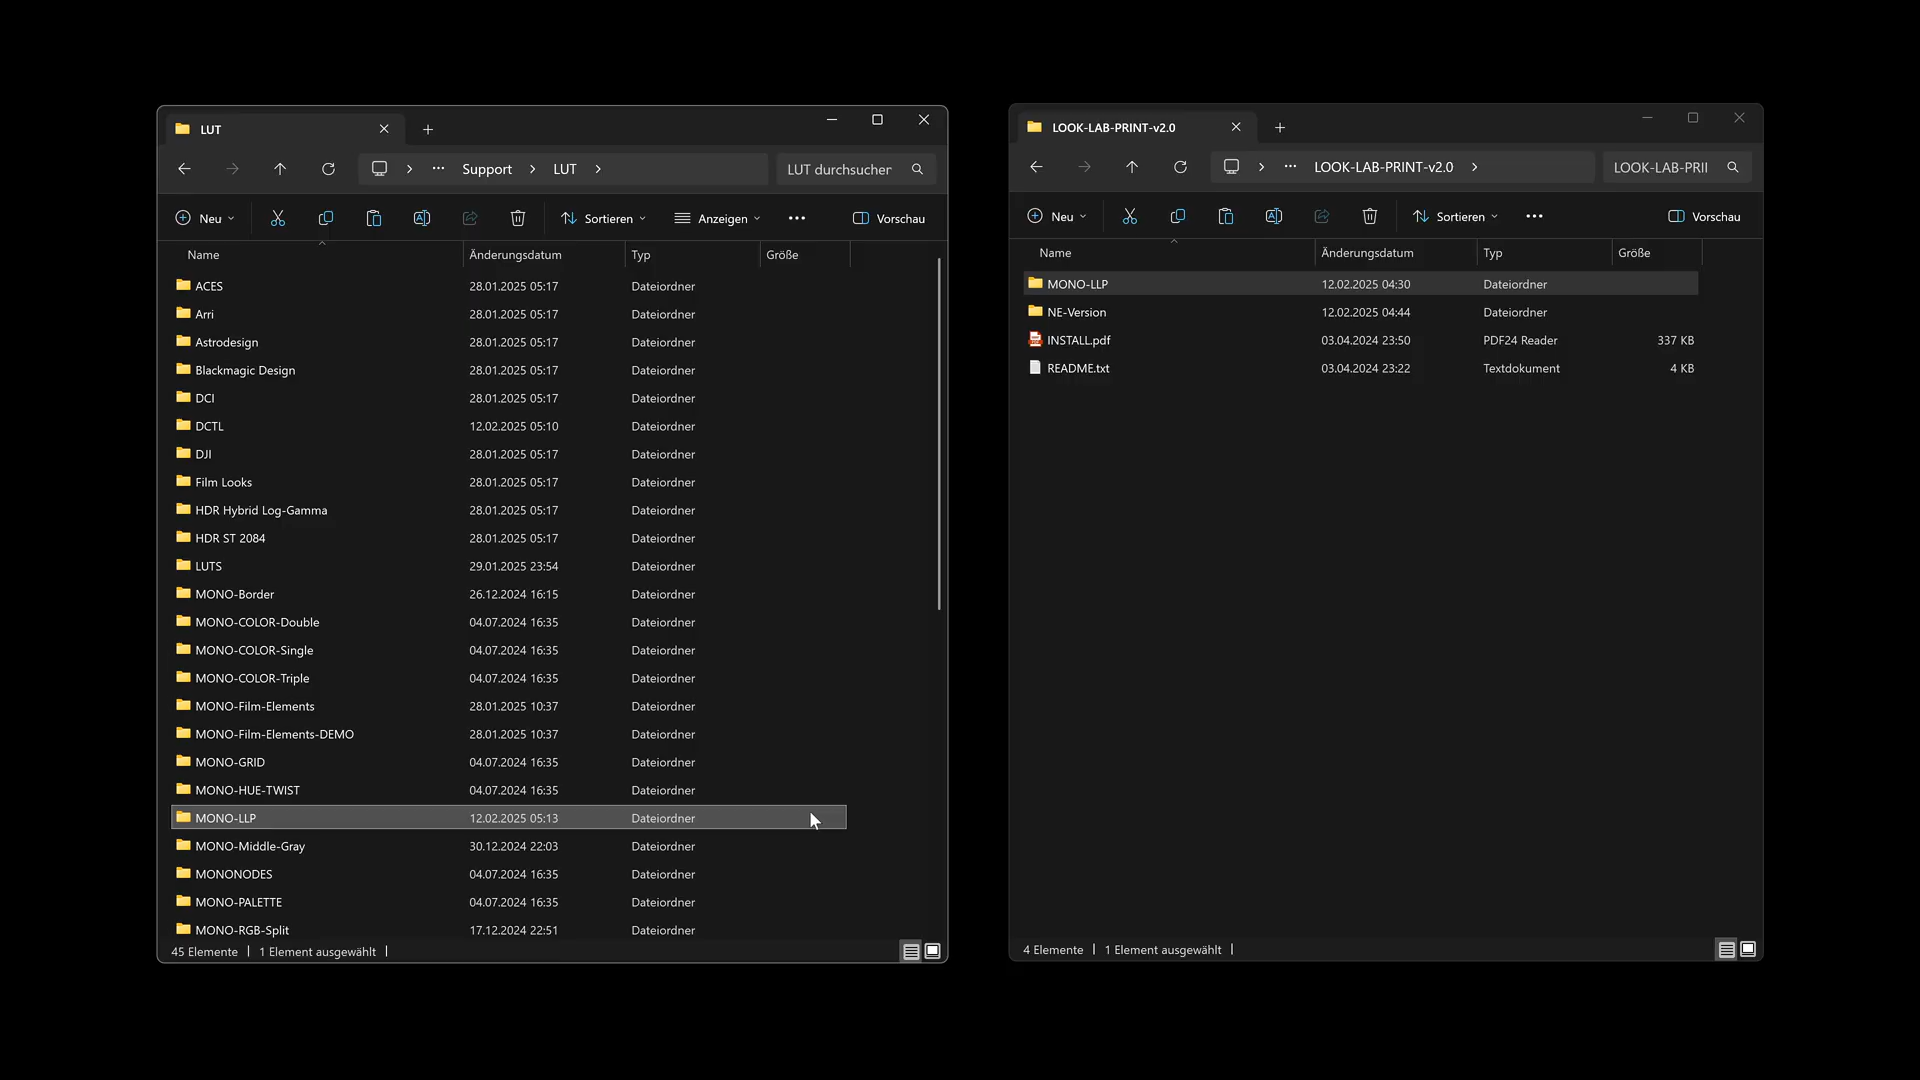 LUT
Support
LUT
LUT durchsuchen
Neu
Sortieren
Anzeigen
Vorschau
Name Änderungsdatum Typ Größe
ACES 28.01.2025 05:17 Dateiordner
Arri 28.01.2025 05:17 Dateiordner
Astrodesign 28.01.2025 05:17 Dateiordner
Blackmagic Design 28.01.2025 05:17 Dateiordner
DCI 28.01.2025 05:17 Dateiordner
DCTL 12.02.2025 05:10 Dateiordner
DJI 28.01.2025 05:17 Dateiordner
Film Looks 28.01.2025 05:17 Dateiordner
HDR Hybrid Log-Gamma 28.01.2025 05:17 Dateiordner
HDR ST 2084 28.01.2025 05:17 Dateiordner
LUTS 29.01.2025 23:54 Dateiordner
MONO-Border 26.12.2024 16:15 Dateiordner
MONO-COLOR-Double 04.07.2024 16:35 Dateiordner
MONO-COLOR-Single 04.07.2024 16:35 Dateiordner
MONO-COLOR-Triple 04.07.2024 16:35 Dateiordner
MONO-Film-Elements 28.01.2025 10:37 Dateiordner
MONO-Film-Elements-DEMO 28.01.2025 10:37 Dateiordner
MONO-GRID 04.07.2024 16:35 Dateiordner
MONO-HUE-TWIST 04.07.2024 16:35 Dateiordner
MONO-LLP 12.02.2025 05:13 Dateiordner
MONO-Middle-Gray 30.12.2024 22:03 Dateiordner
MONONODES 04.07.2024 16:35 Dateiordner
MONO-PALETTE 04.07.2024 16:35 Dateiordner
MONO-RGB-Split 17.12.2024 22:51 Dateiordner
45 Elemente 1 Element ausgewählt
LOOK-LAB-PRINT-v2.0
LOOK-LAB-PRINT-v2.0
LOOK-LAB-PRII
Neu
Sortieren
Vorschau
Name Änderungsdatum Typ Größe
MONO-LLP 12.02.2025 04:30 Dateiordner
NE-Version 12.02.2025 04:44 Dateiordner
INSTALL.pdf 03.04.2024 23:50 PDF24 Reader 337 KB
README.txt 03.04.2024 23:22 Textdokument 4 KB
4 Elemente 1 Element ausgewählt